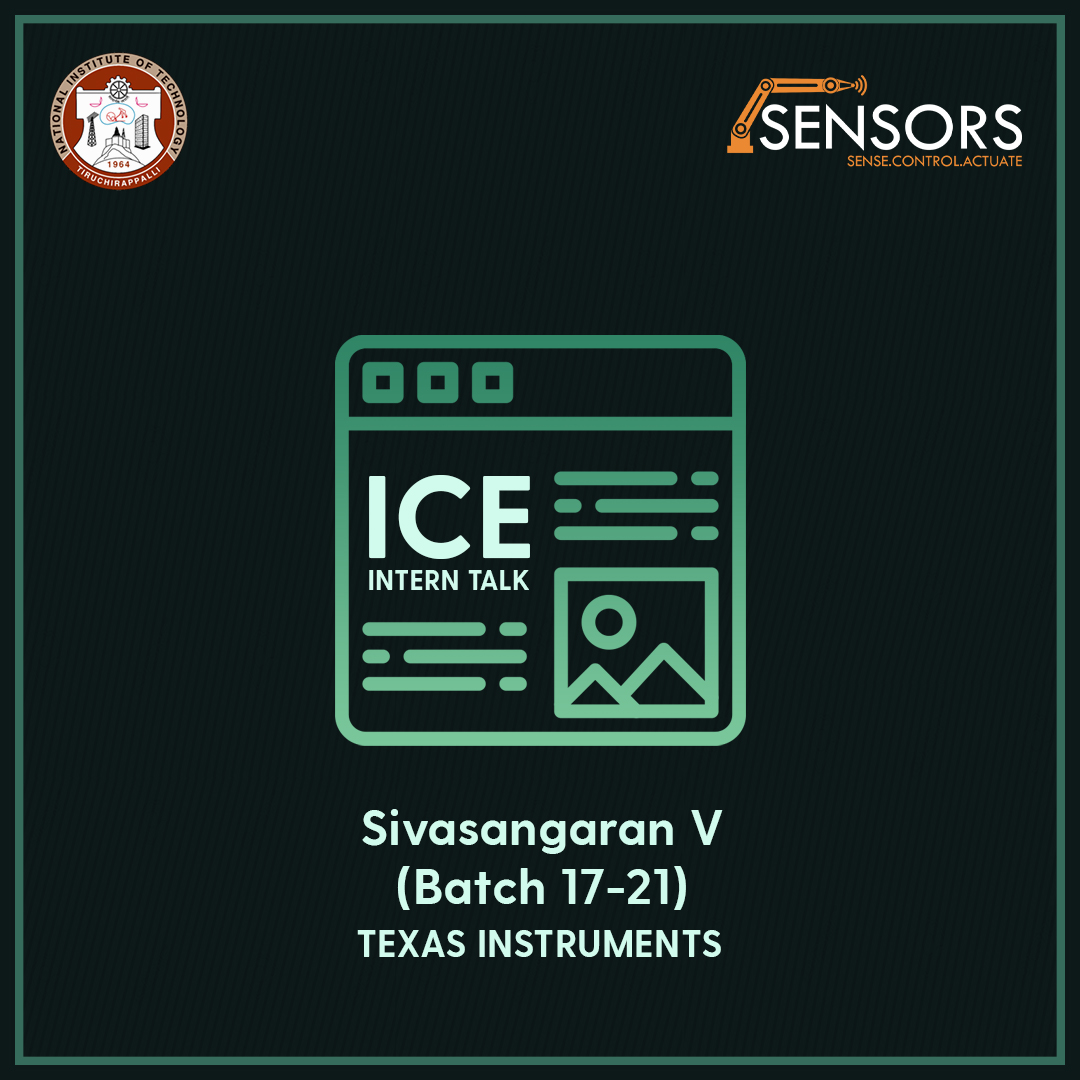 NATIONAL INSTITUTE OF TECHNOLOGY
1964
TIRUCHIRAPPALLI
SENSORS
SENSE.CONTROL.ACTUATE
ICE
INTERN TALK
Sivasangaran V
(Batch 17-21)
TEXAS INSTRUMENTS